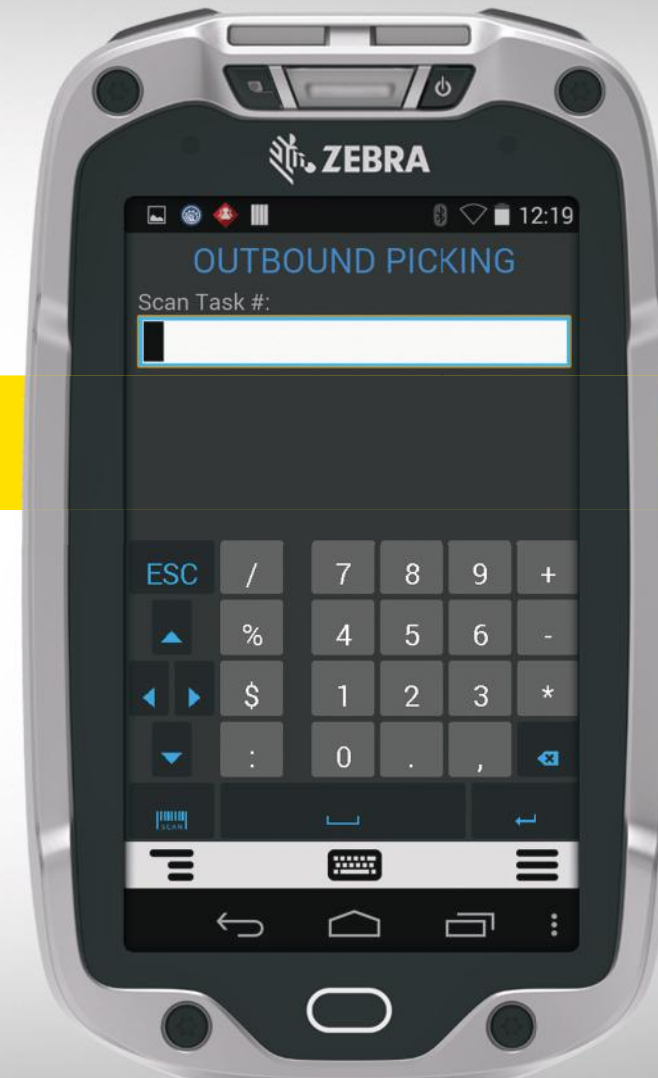 ZEBRA
12:19
OUTBOUND PICKING
Scan Task #:
ESC / 7 8 9 +
% 4 5 6 -
$ 1 2 3 *
: 0 . ,
SCAN